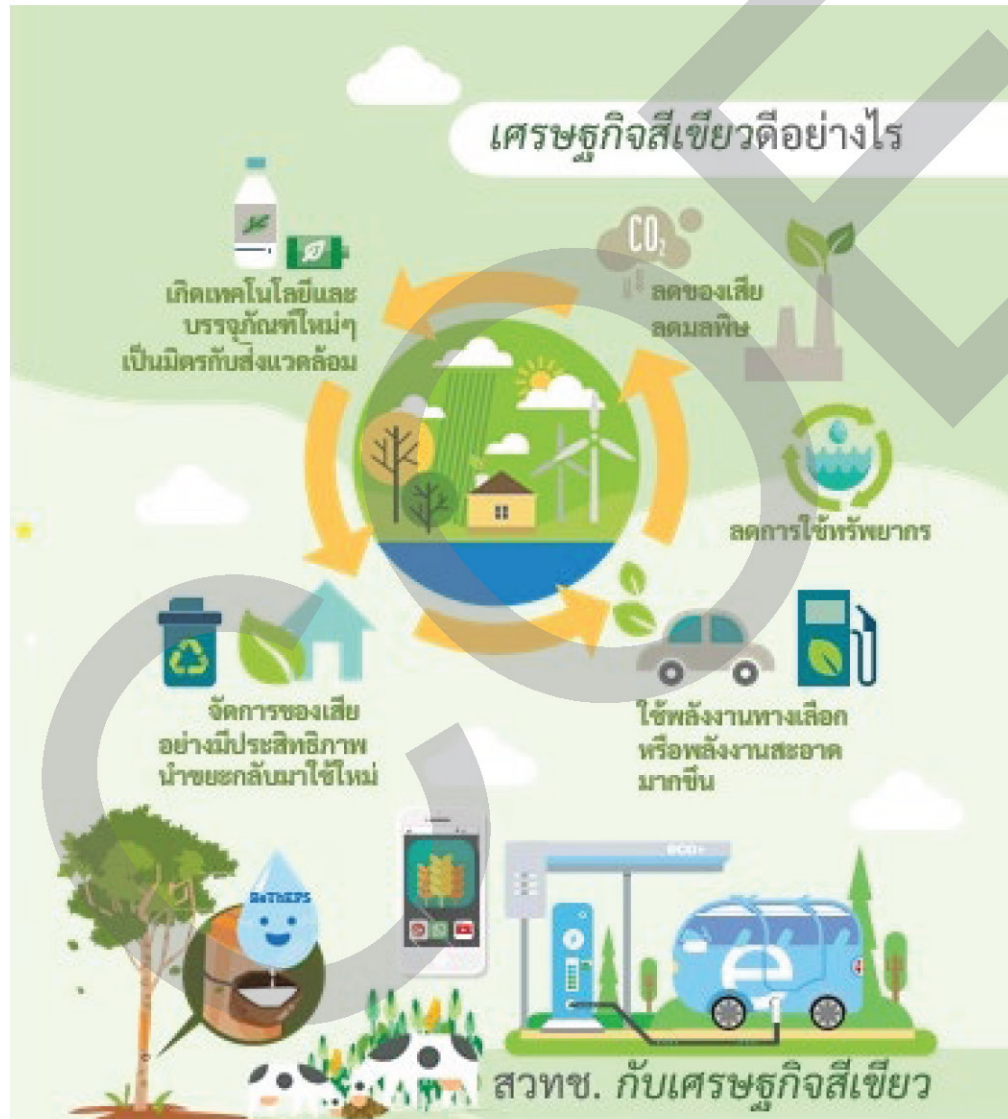 เศรษฐกิจสีเขียวดีอย่างไร
CO₂
ลดของเสีย
ลดมลพิษ
เกิดเทคโนโลยีและ
บรรจุภัณฑ์ใหม่ๆ
เป็นมิตรกับสิ่งแวดล้อม
ลดการใช้ทรัพยากร
จัดการของเสีย
อย่างมีประสิทธิภาพ
นำขยะกลับมาใช้ใหม่
ใช้พลังงานทางเลือก
หรือพลังงานสะอาด
มากขึ้น
eco+
BeThEPS
e
สวทช. กับเศรษฐกิจสีเขียว